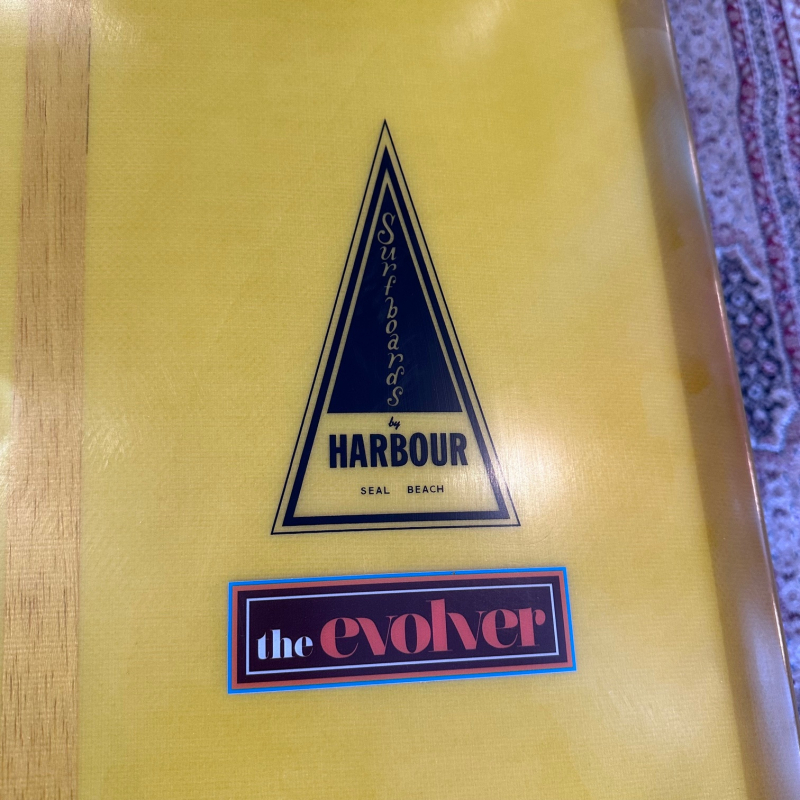 Surfboards
by
HARBOUR
SEAL BEACH
the evolver